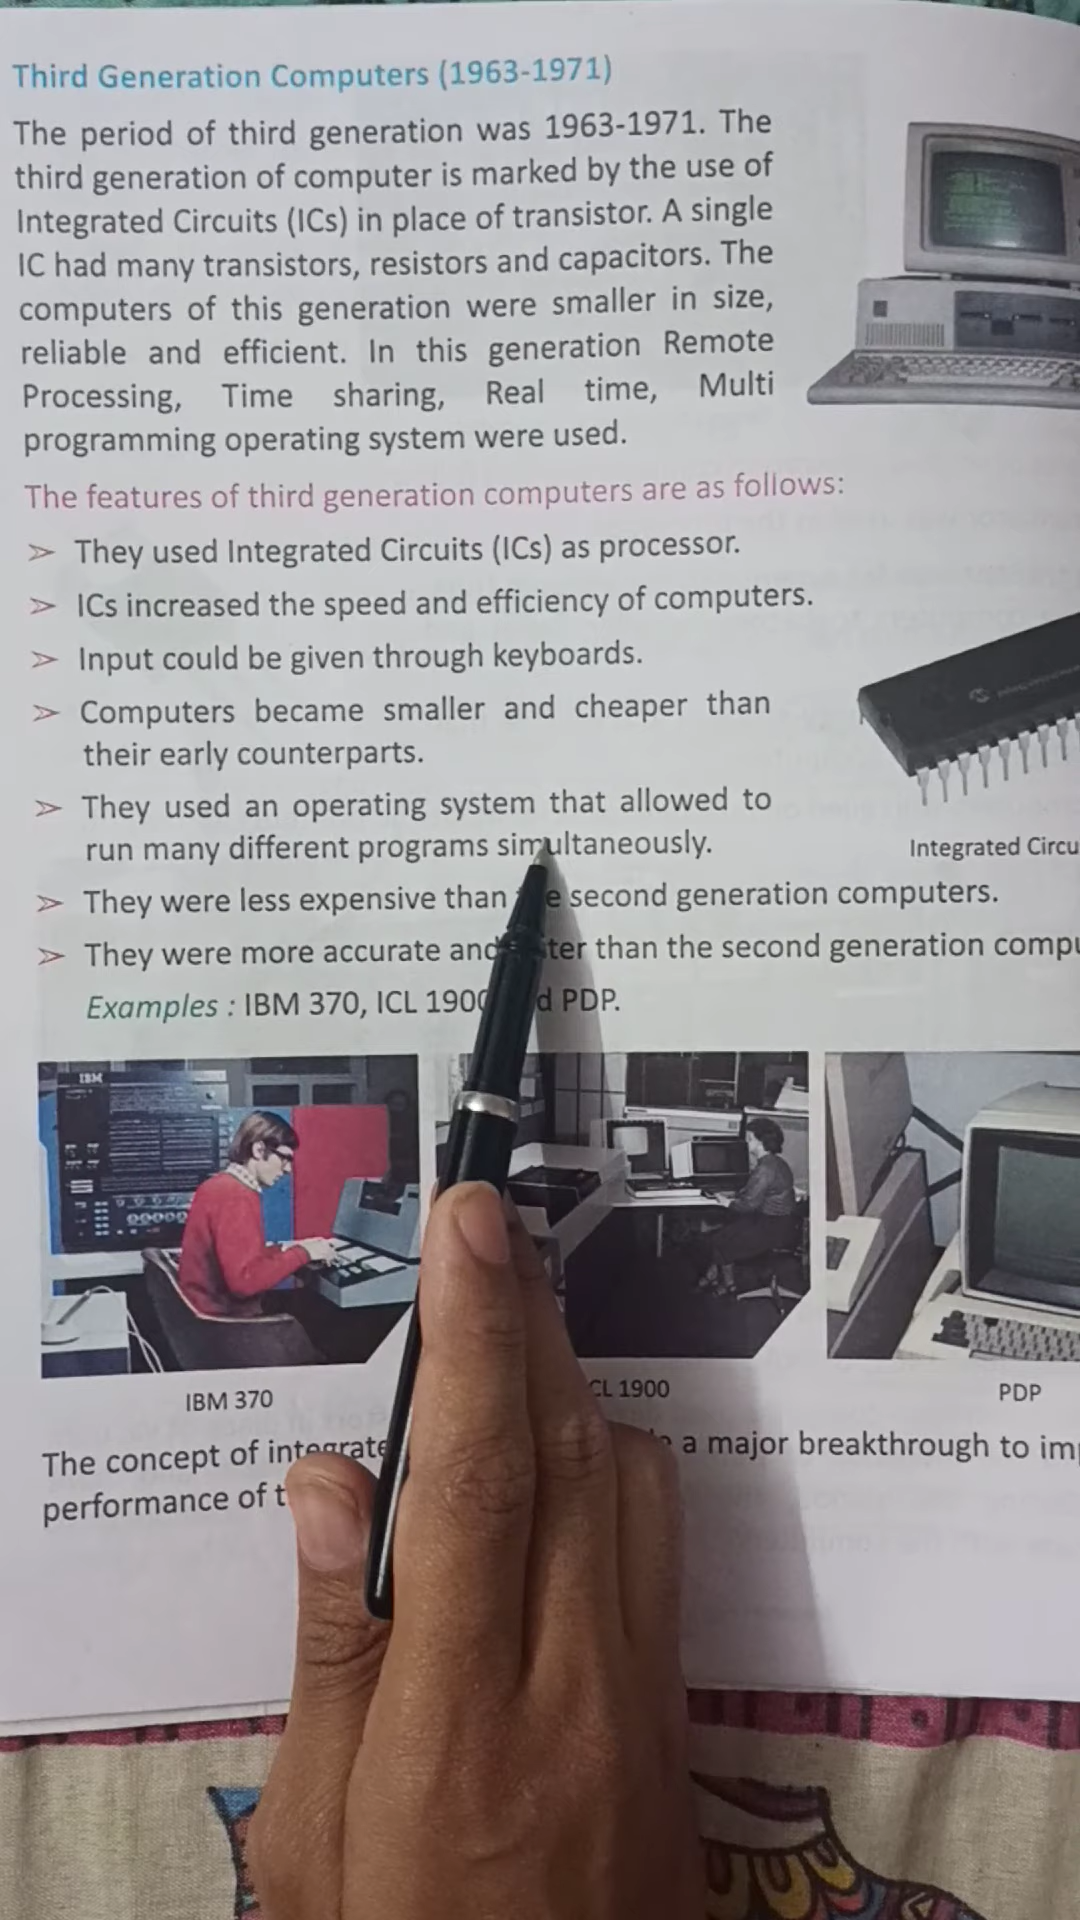 Third Generation Computers (1963-1971)
The period of third generation was 1963-1971. The
third generation of computer is marked by the use of
Integrated Circuits (ICs) in place of transistor. A single
IC had many transistors, resistors and capacitors. The
computers of this generation were smaller in size,
reliable and efficient. In this generation Remote
Processing, Time sharing, Real time, Multi
programming operating system were used.
The features of third generation computers are as follows:
➢ They used Integrated Circuits (ICs) as processor.
➢ ICs increased the speed and efficiency of computers.
➢ Input could be given through keyboards.
➢ Computers became smaller and cheaper than
their early counterparts.
➢ They used an operating system that allowed to
run many different programs simultaneously.
Integrated Circu
➢ They were less expensive than second generation computers.
➢ They were more accurate and than the second generation compu
Examples : IBM 370, ICL 1900 PDP.
IBM
IBM 370
CL 1900
PDP
The concept of integrate a major breakthrough to im
performance of t